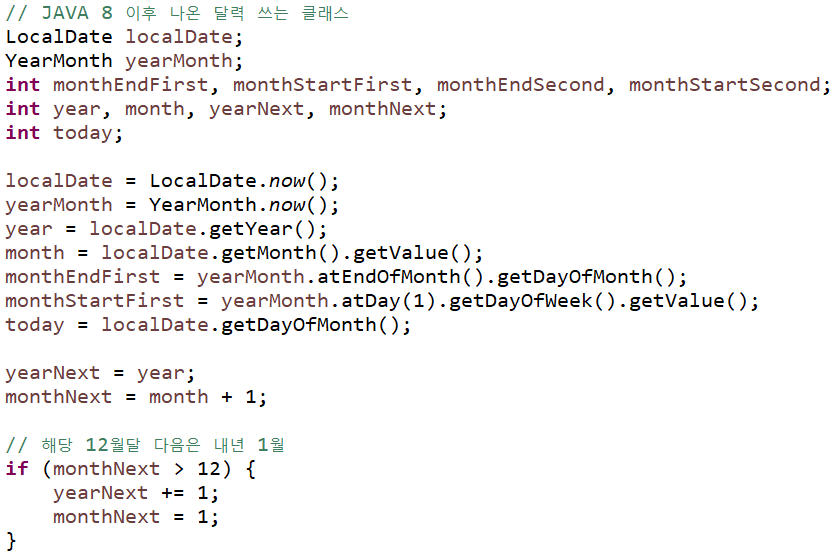 // JAVA 8 이후 나온 달력 쓰는 클래스
LocalDate localDate;
YearMonth yearMonth;
int monthEndFirst, monthStartFirst, monthEndSecond, monthStartSecond;
int year, month, yearNext, monthNext;
int today;

localDate = LocalDate.now();
yearMonth = YearMonth.now();
year = localDate.getYear();
month = localDate.getMonth().getValue();
monthEndFirst = yearMonth.atEndOfMonth().getDayOfMonth();
monthStartFirst = yearMonth.atDay(1).getDayOfWeek().getValue();
today = localDate.getDayOfMonth();

yearNext = year;
monthNext = month + 1;

// 해당 12월달 다음은 내년 1월
if (monthNext > 12) {
    yearNext += 1;
    monthNext = 1;
}